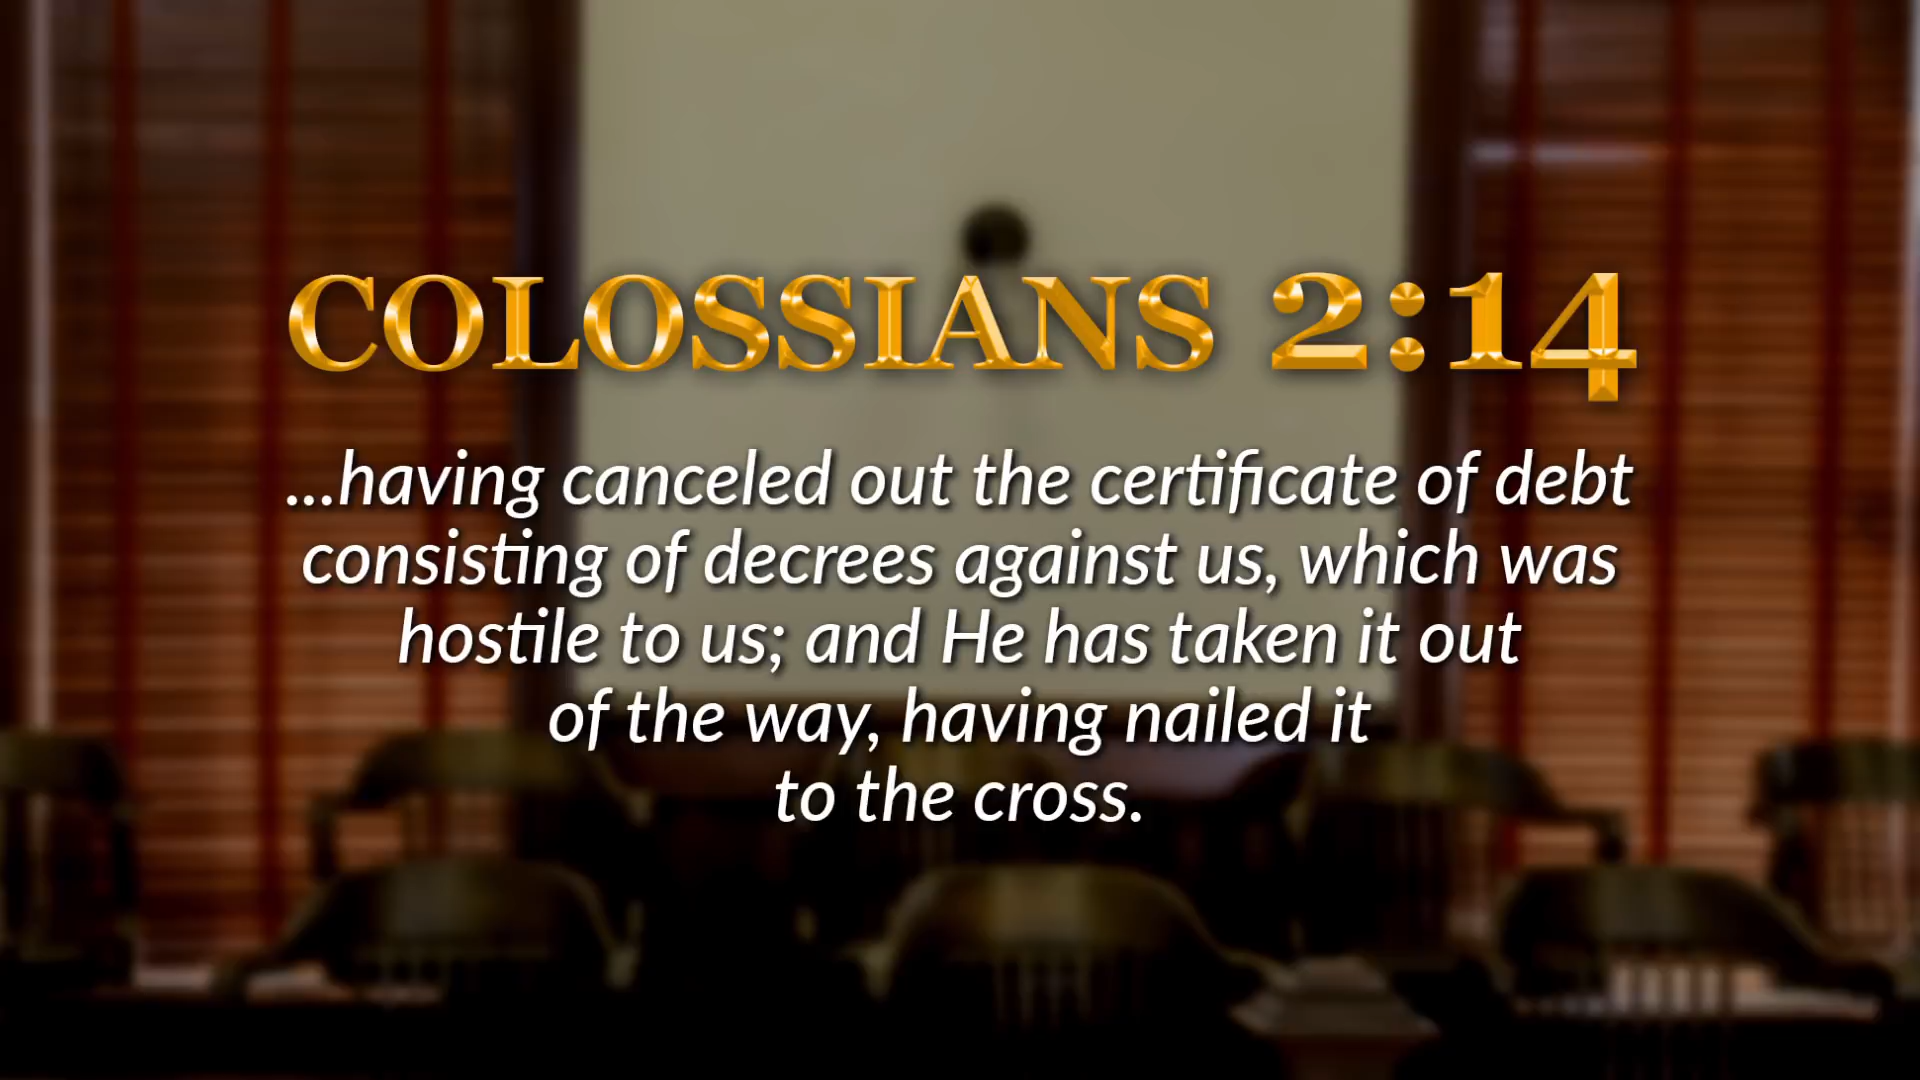 COLOSSIANS 2:14
...having canceled out the certificate of debt
consisting of decrees against us, which was
hostile to us; and He has taken it out
of the way, having nailed it
to the cross.